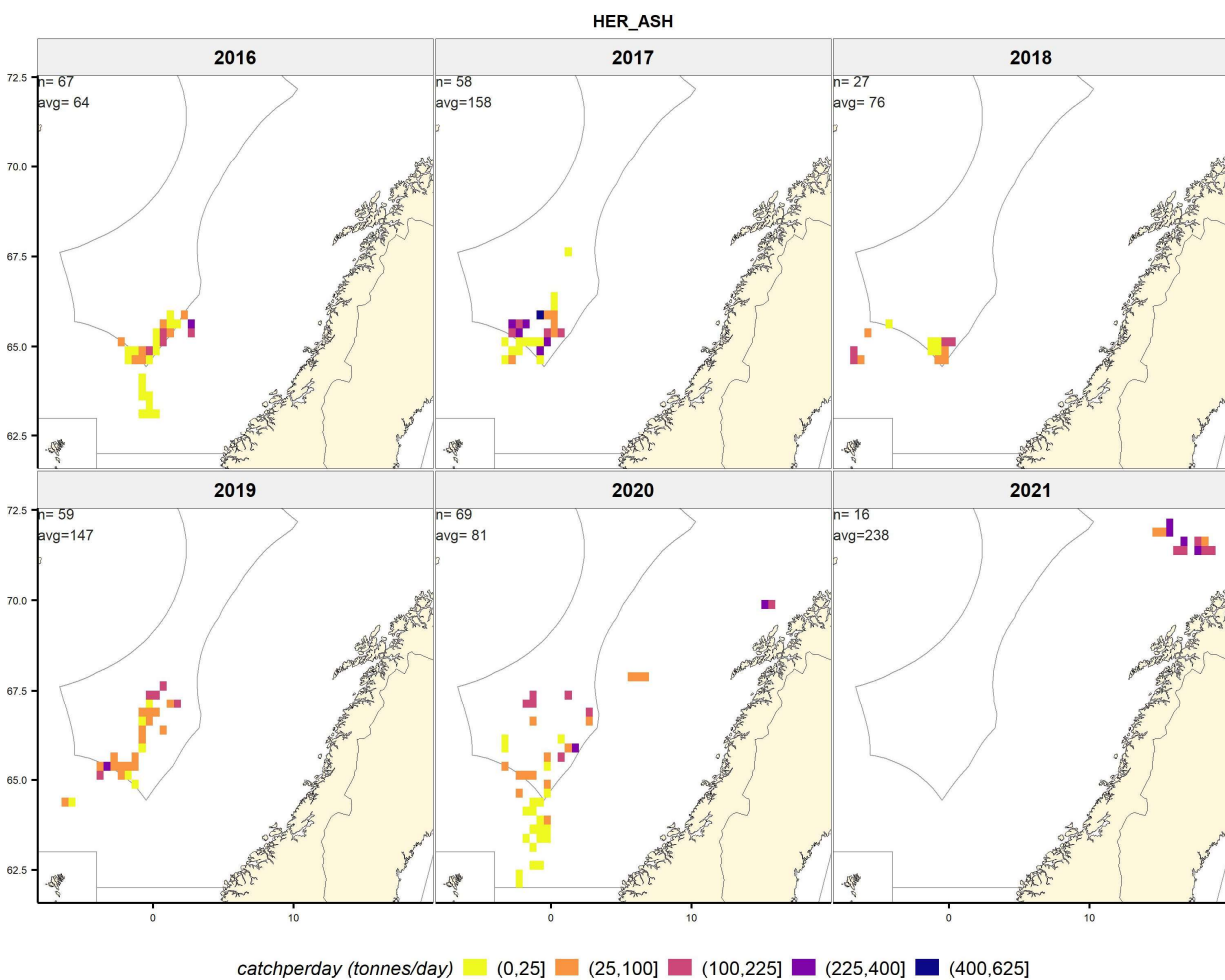 HER_ASH
2016 2017 2018
72.5
n= 67 n= 58 n= 27
avg= 64 avg=158 avg= 76
70.0
67.5
65.0
62.5
2019 2020 2021
72.5
n= 59 n= 69 n= 16
avg=147 avg= 81 avg=238
70.0
67.5
65.0
62.5
0 10 0 10 0 10
catchperday (tonnes/day) (0,25] (25,100] (100,225] (225,400] (400,625]